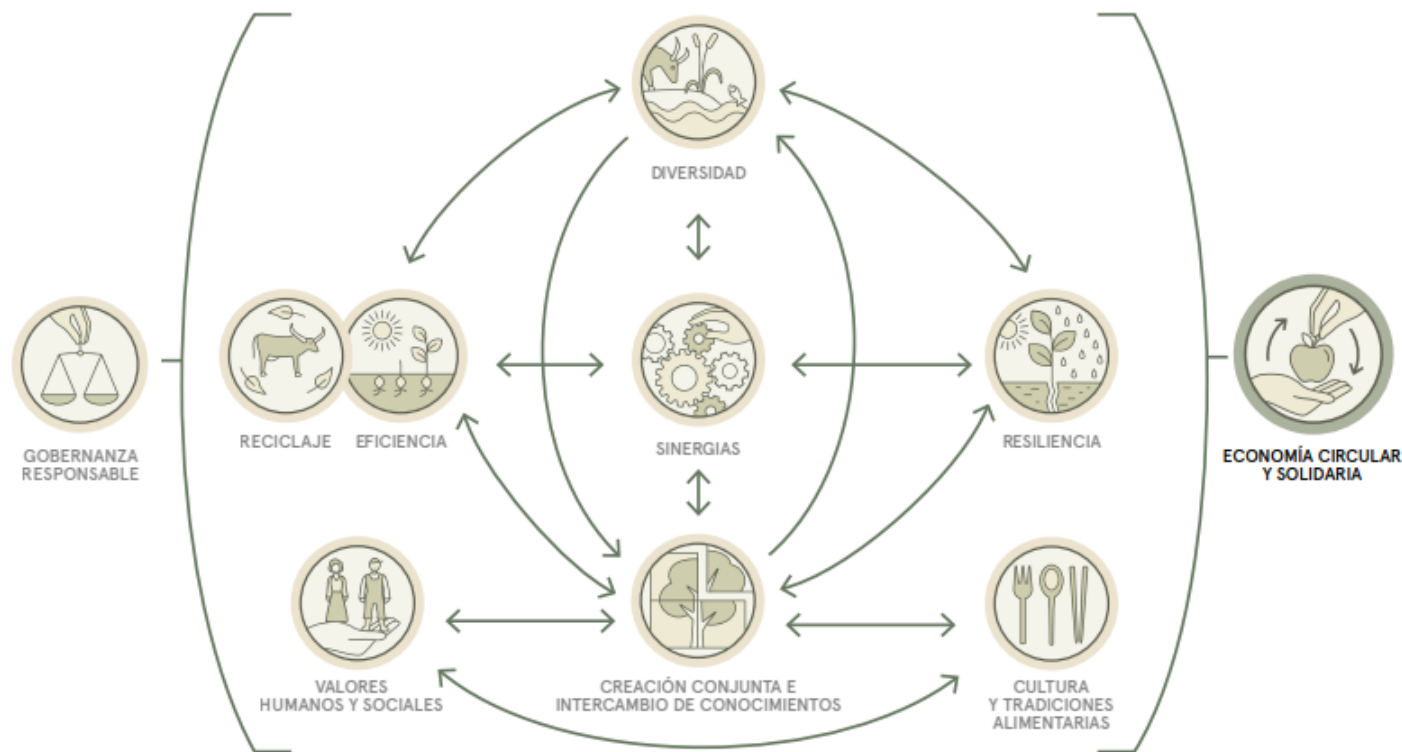 DIVERSIDAD
GOBERNANZA
RESPONSABLE
RECICLAJE
EFICIENCIA
SINERGIAS
RESILIENCIA
ECONOMÍA CIRCULAR
Y SOLIDARIA
VALORES
HUMANOS Y SOCIALES
CREACIÓN CONJUNTA E
INTERCAMBIO DE CONOCIMIENTOS
CULTURA
Y TRADICIONES
ALIMENTARIAS